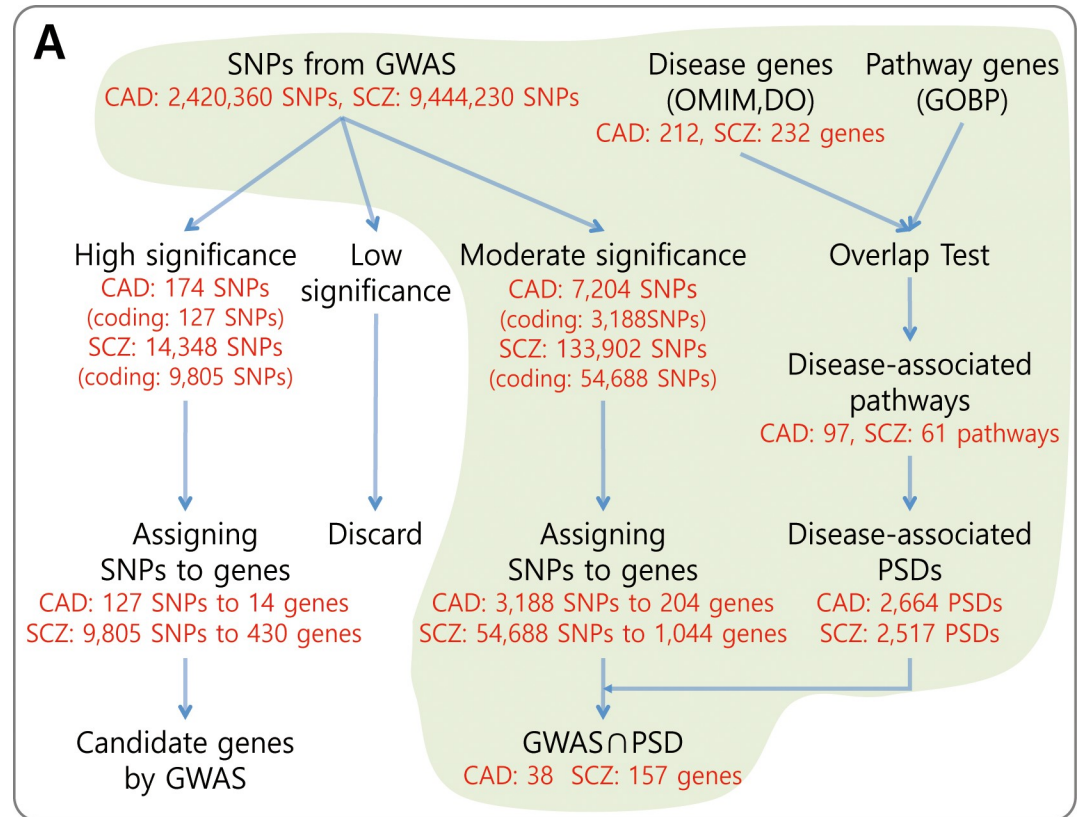 A
SNPs from GWAS
CAD: 2,420,360 SNPs, SCZ: 9,444,230 SNPs
Disease genes
(OMIM,DO)
CAD: 212, SCZ: 232 genes
Pathway genes
(GOBP)
High significance
CAD: 174 SNPs
(coding: 127 SNPs)
SCZ: 14,348 SNPs
(coding: 9,805 SNPs)
Low
significance
Moderate significance
CAD: 7,204 SNPs
(coding: 3,188SNPs)
SCZ: 133,902 SNPs
(coding: 54,688 SNPs)
Overlap Test
Disease-associated
pathways
CAD: 97, SCZ: 61 pathways
Assigning
SNPs to genes
CAD: 127 SNPs to 14 genes
SCZ: 9,805 SNPs to 430 genes
Discard
Assigning
SNPs to genes
CAD: 3,188 SNPs to 204 genes
SCZ: 54,688 SNPs to 1,044 genes
Disease-associated
PSDs
CAD: 2,664 PSDs
SCZ: 2,517 PSDs
Candidate genes
by GWAS
GWAS∩PSD
CAD: 38 SCZ: 157 genes